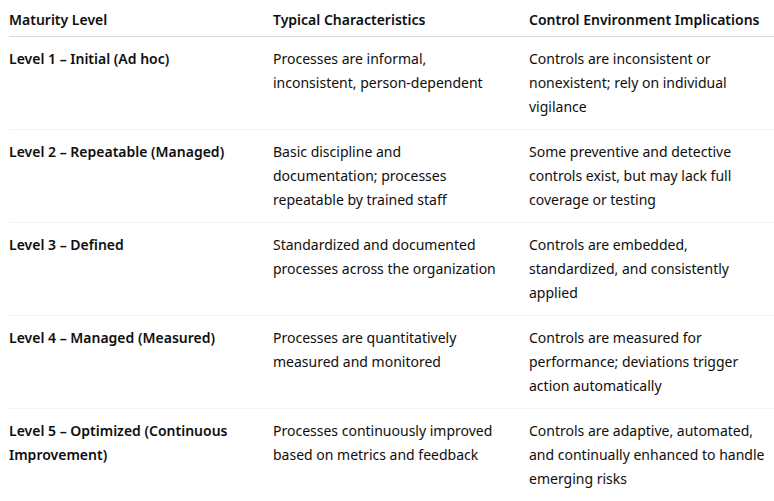 Maturity Level Typical Characteristics Control Environment Implications
Level 1 – Initial (Ad hoc) Processes are informal, Controls are inconsistent or
inconsistent, person-dependent nonexistent; rely on individual
vigilance
Level 2 – Repeatable (Managed) Basic discipline and Some preventive and detective
documentation; processes controls exist, but may lack full
repeatable by trained staff coverage or testing
Level 3 – Defined Standardized and documented Controls are embedded,
processes across the organization standardized, and consistently
applied
Level 4 – Managed (Measured) Processes are quantitatively Controls are measured for
measured and monitored performance; deviations trigger
action automatically
Level 5 – Optimized (Continuous Processes continuously improved Controls are adaptive, automated,
Improvement) based on metrics and feedback and continually enhanced to handle
emerging risks